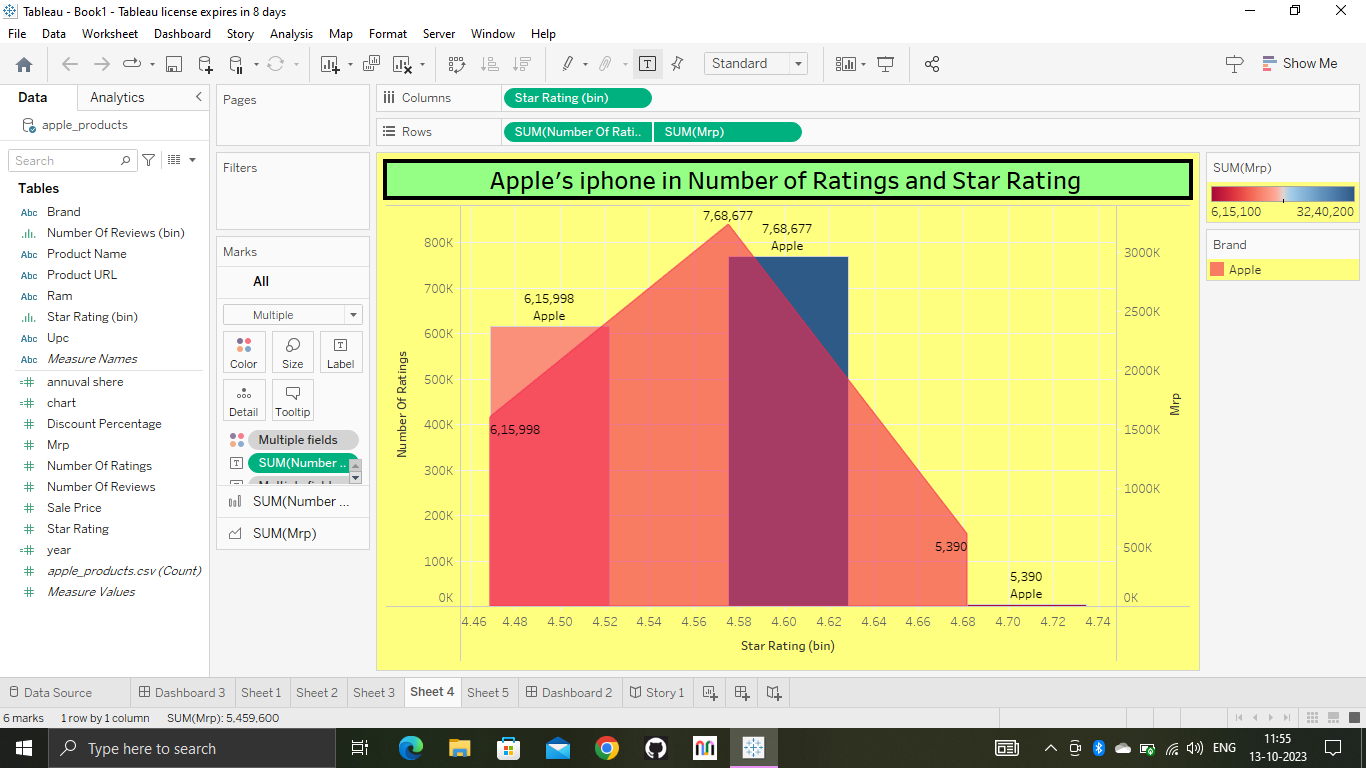 Tableau - Book1 - Tableau license expires in 8 days
File Data Worksheet Dashboard Story Analysis Map Format Server Window Help
Standard
Show Me
Data Analytics
apple_products
Search
Tables
Abc Brand
Number Of Reviews (bin)
Abc Product Name
Abc Product URL
Abc Ram
Star Rating (bin)
Abc Upc
Abc Measure Names
annuval shere
chart
Discount Percentage
Mrp
Number Of Ratings
Number Of Reviews
Sale Price
Star Rating
year
apple_products.csv (Count)
Measure Values
Pages
Filters
Marks
All
Multiple
Color Size Label
Detail Tooltip
Multiple fields
SUM(Number ..
SUM(Number ...
SUM(Mrp)
Columns Star Rating (bin)
Rows SUM(Number Of Rati.. SUM(Mrp)
Apple's iphone in Number of Ratings and Star Rating
Number Of Ratings
800K
700K
600K
500K
400K
300K
200K
100K
0K
7,68,677
7,68,677
Apple
6,15,998
Apple
6,15,998
5,390
5,390
Apple
3000K
2500K
2000K
1500K
1000K
500K
0K
Mrp
4.46 4.48 4.50 4.52 4.54 4.56 4.58 4.60 4.62 4.64 4.66 4.68 4.70 4.72 4.74
Star Rating (bin)
SUM(Mrp)
6,15,100 32,40,200
Brand
Apple
Data Source Dashboard 3 Sheet 1 Sheet 2 Sheet 3 Sheet 4 Sheet 5 Dashboard 2 Story 1
6 marks 1 row by 1 column SUM(Mrp): 5,459,600
Type here to search
ENG
11:55
13-10-2023